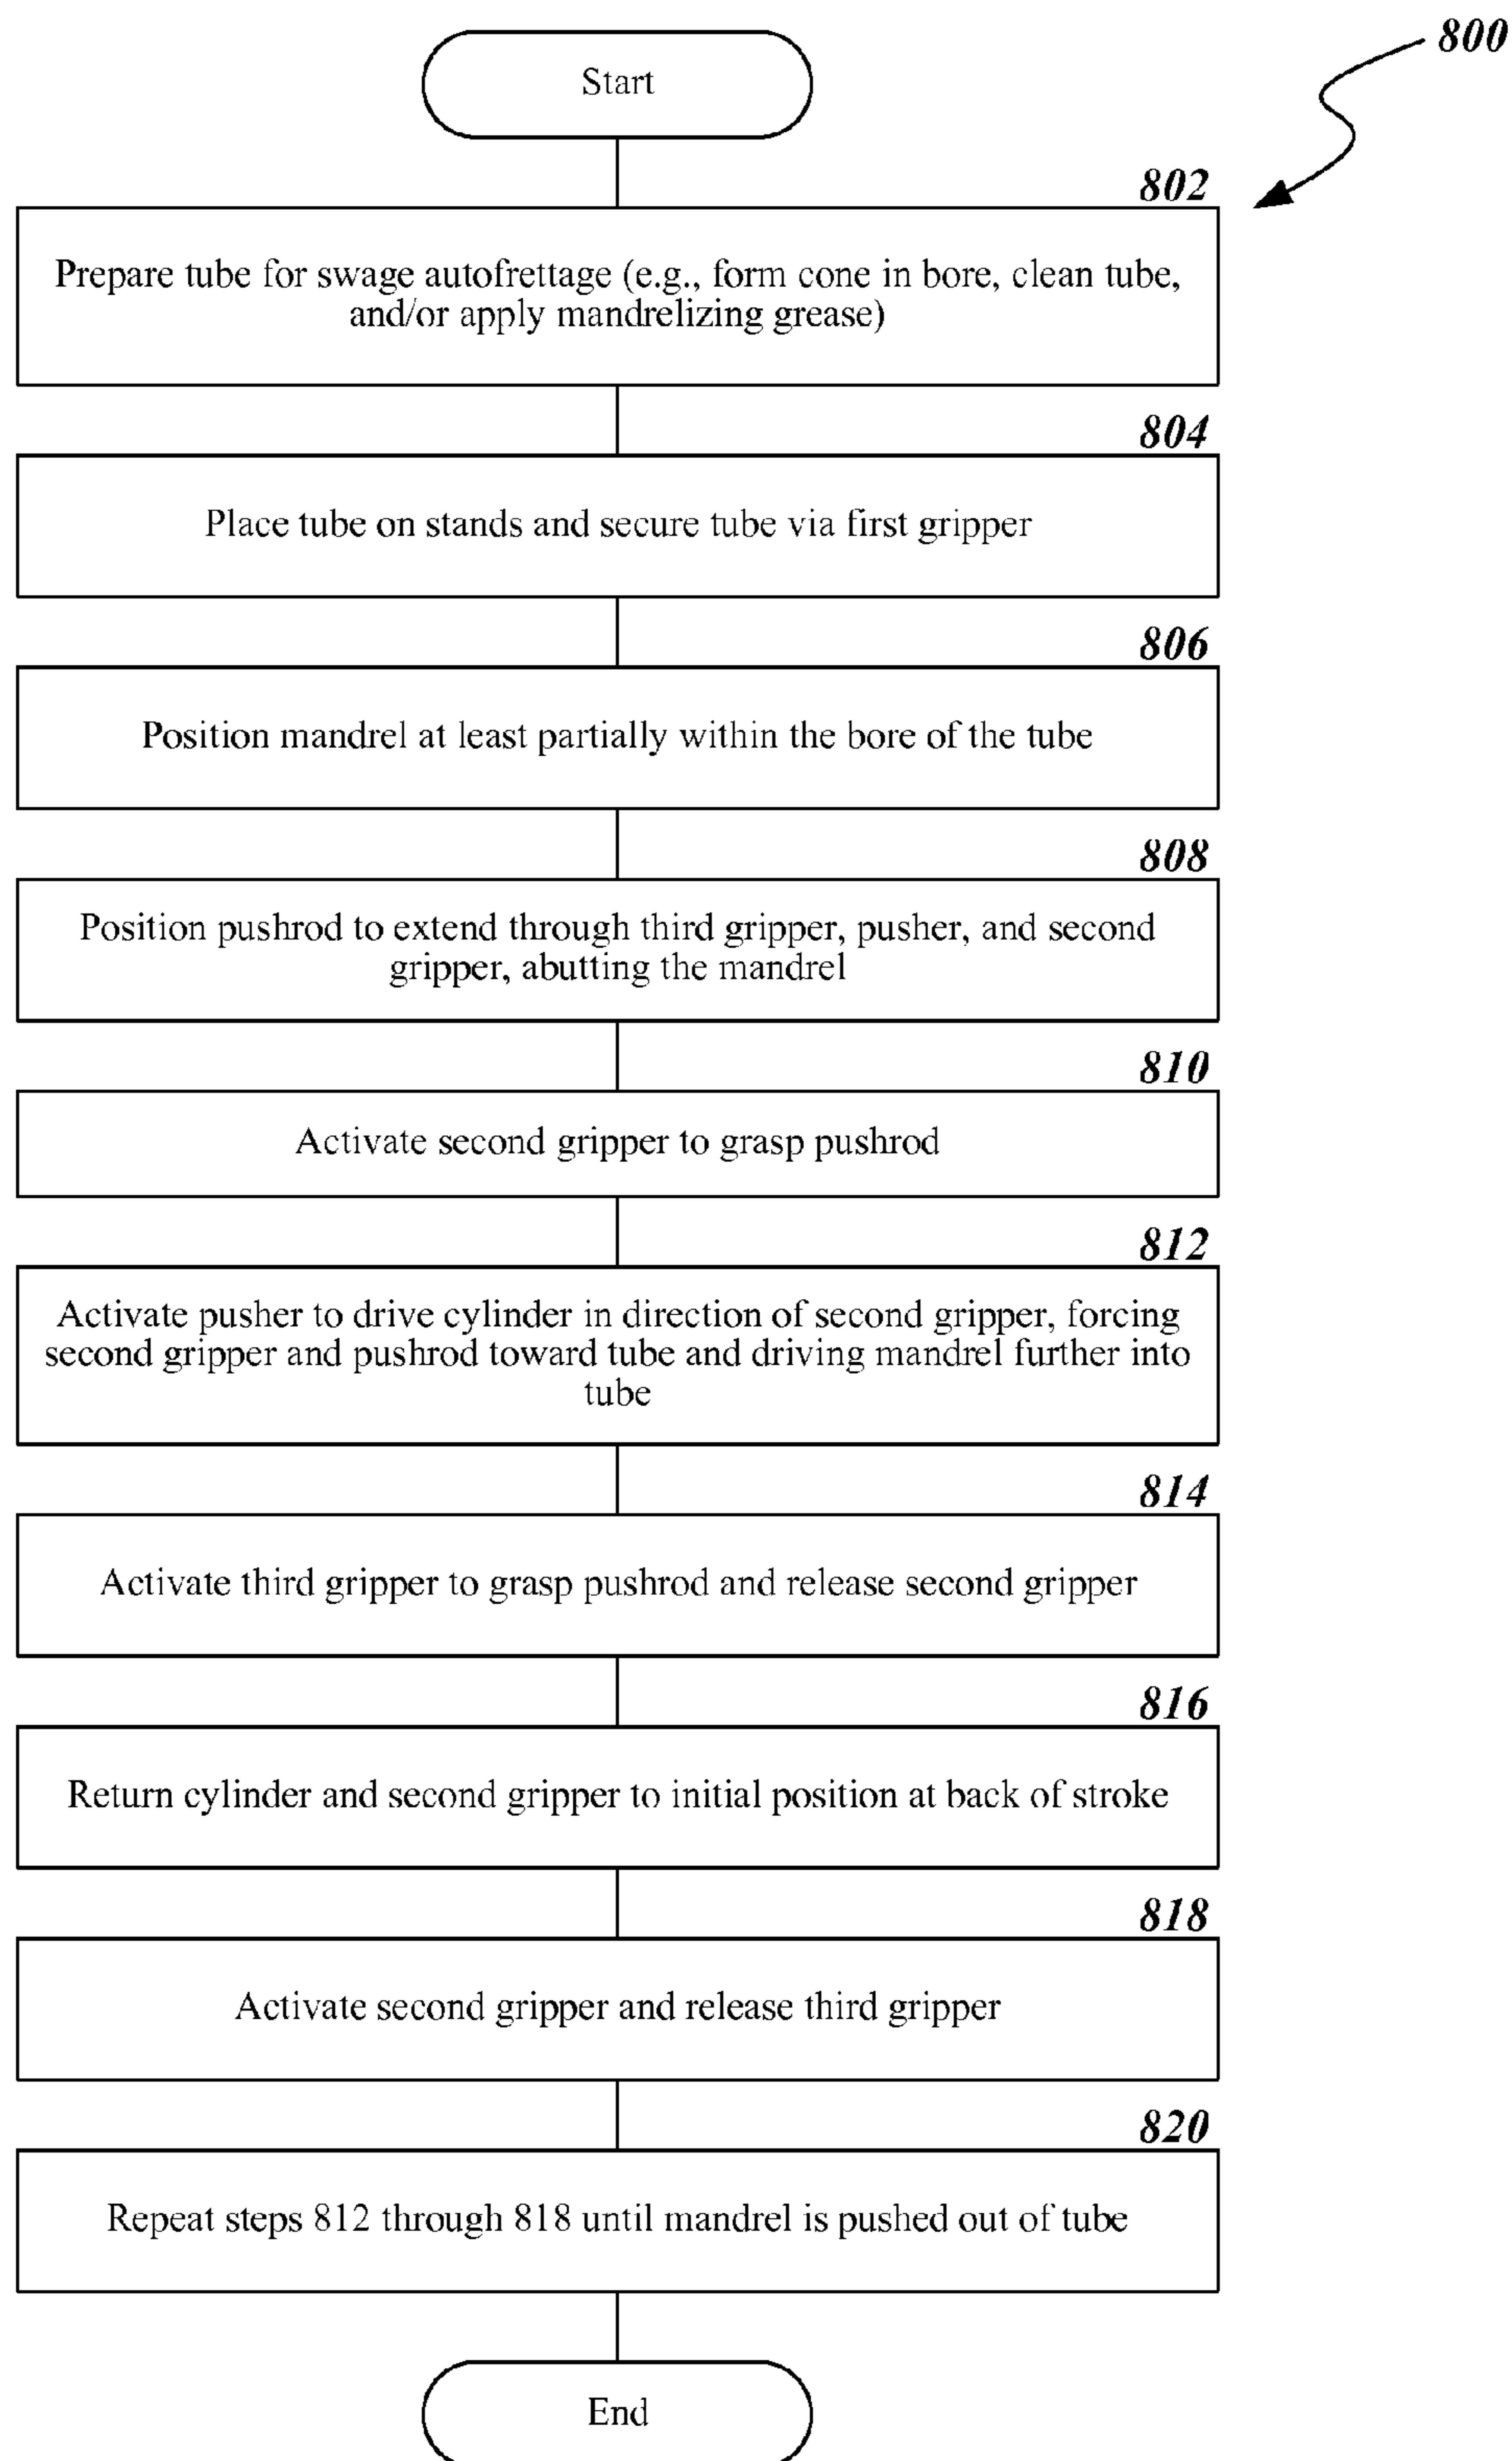 800
Start
802
Prepare tube for swage autofrettage (e.g., form cone in bore, clean tube,
and/or apply mandrelizing grease)
804
Place tube on stands and secure tube via first gripper
806
Position mandrel at least partially within the bore of the tube
808
Position pushrod to extend through third gripper, pusher, and second
gripper, abutting the mandrel
810
Activate second gripper to grasp pushrod
812
Activate pusher to drive cylinder in direction of second gripper, forcing
second gripper and pushrod toward tube and driving mandrel further into
tube
814
Activate third gripper to grasp pushrod and release second gripper
816
Return cylinder and second gripper to initial position at back of stroke
818
Activate second gripper and release third gripper
820
Repeat steps 812 through 818 until mandrel is pushed out of tube
End